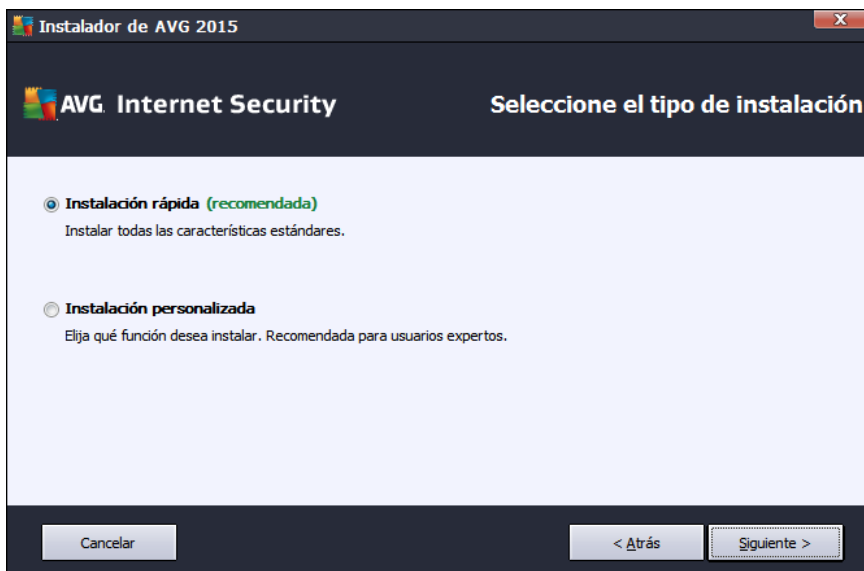 Instalador de AVG 2015
X
AVG. Internet Security
Seleccione el tipo de instalación
Instalación rápida (recomendada)
Instalar todas las características estándares.
Instalación personalizada
Elija qué función desea instalar. Recomendada para usuarios expertos.
Cancelar
< Atrás
Siguiente >